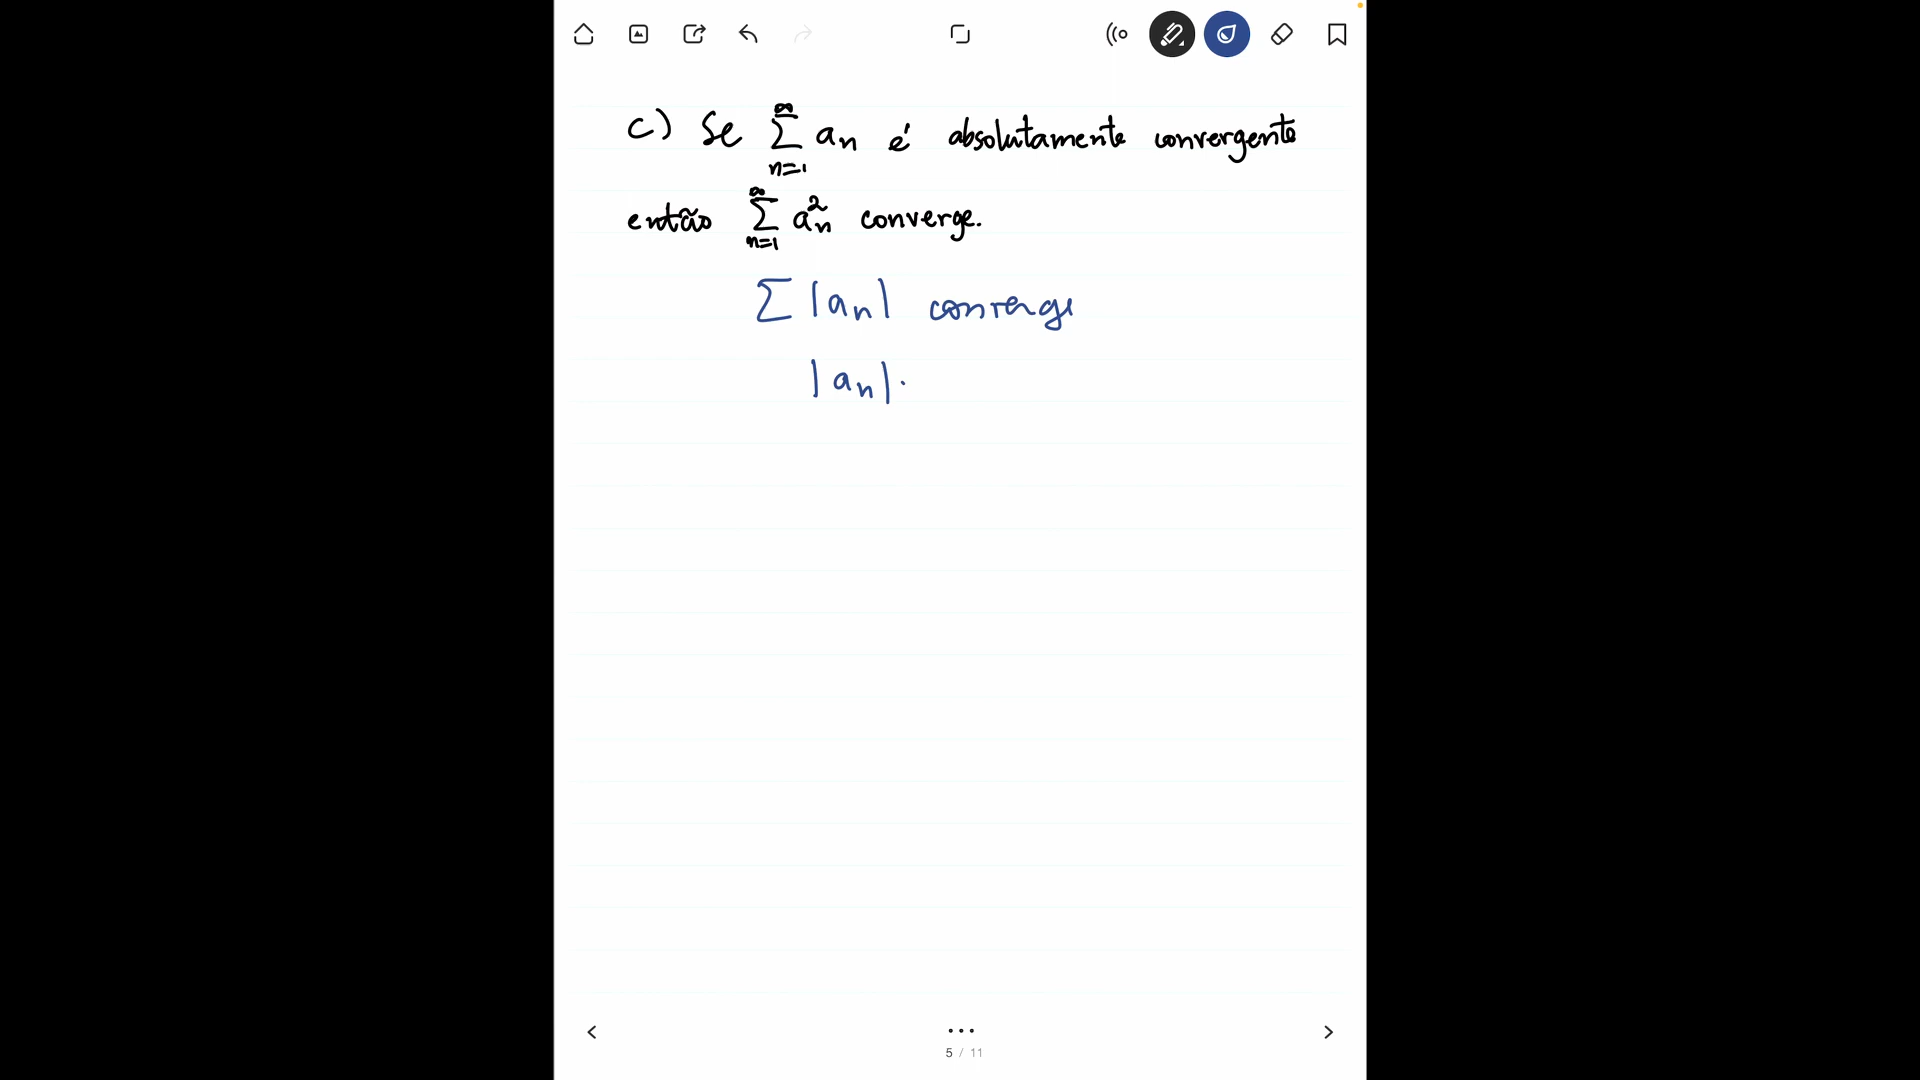 c) Se ∑_{n=1}^{∞} a_n é absolutamente convergente
então ∑_{n=1}^{∞} a_n^2 converge.
∑ |a_n| converge
|a_n|.
5 / 11